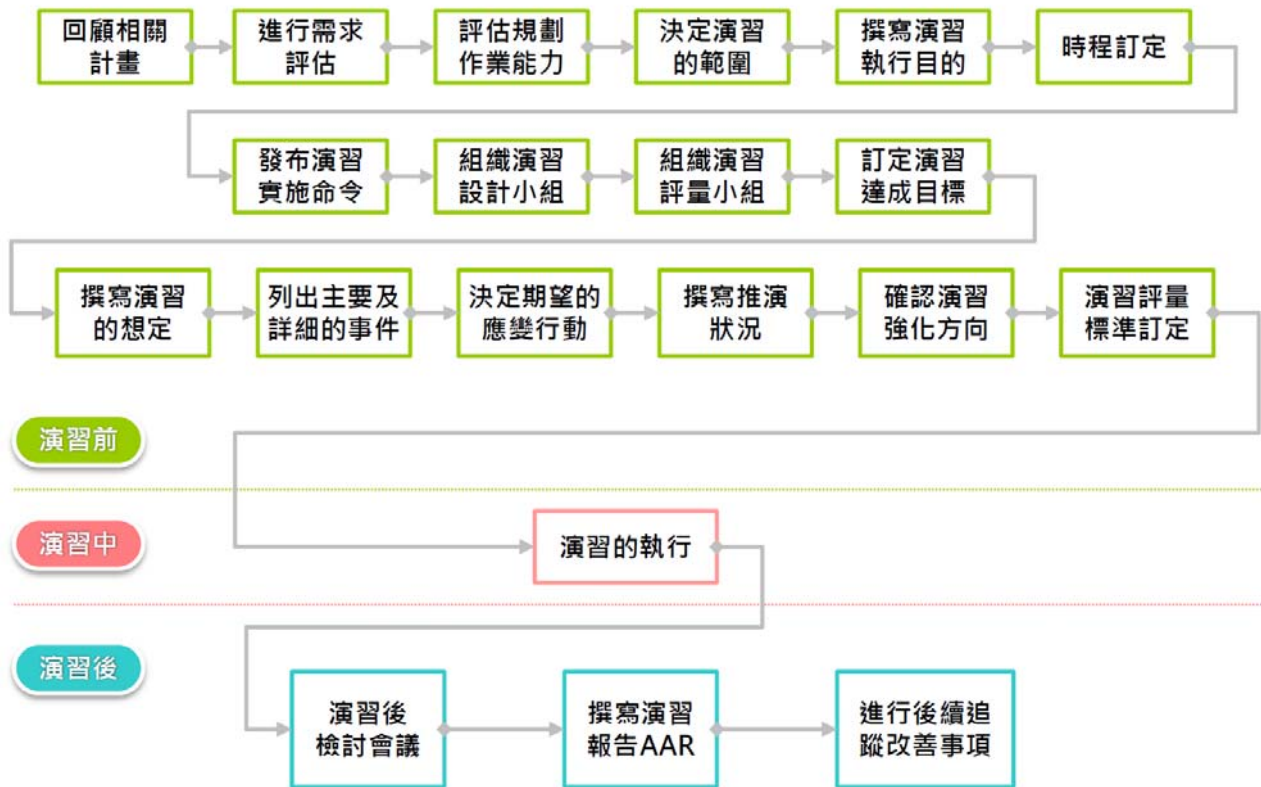 回顧相關
計畫
進行需求
評估
評估規劃
作業能力
決定演習
的範圍
撰寫演習
執行目的
時程訂定
發布演習
實施命令
組織演習
設計小組
組織演習
評量小組
訂定演習
達成目標
撰寫演習
的想定
列出主要及
詳細的事件
決定期望的
應變行動
撰寫推演
狀況
確認演習
強化方向
演習評量
標準訂定
演習前
演習中
演習的執行
演習後
演習後
檢討會議
撰寫演習
報告AAR
進行後續追
蹤改善事項